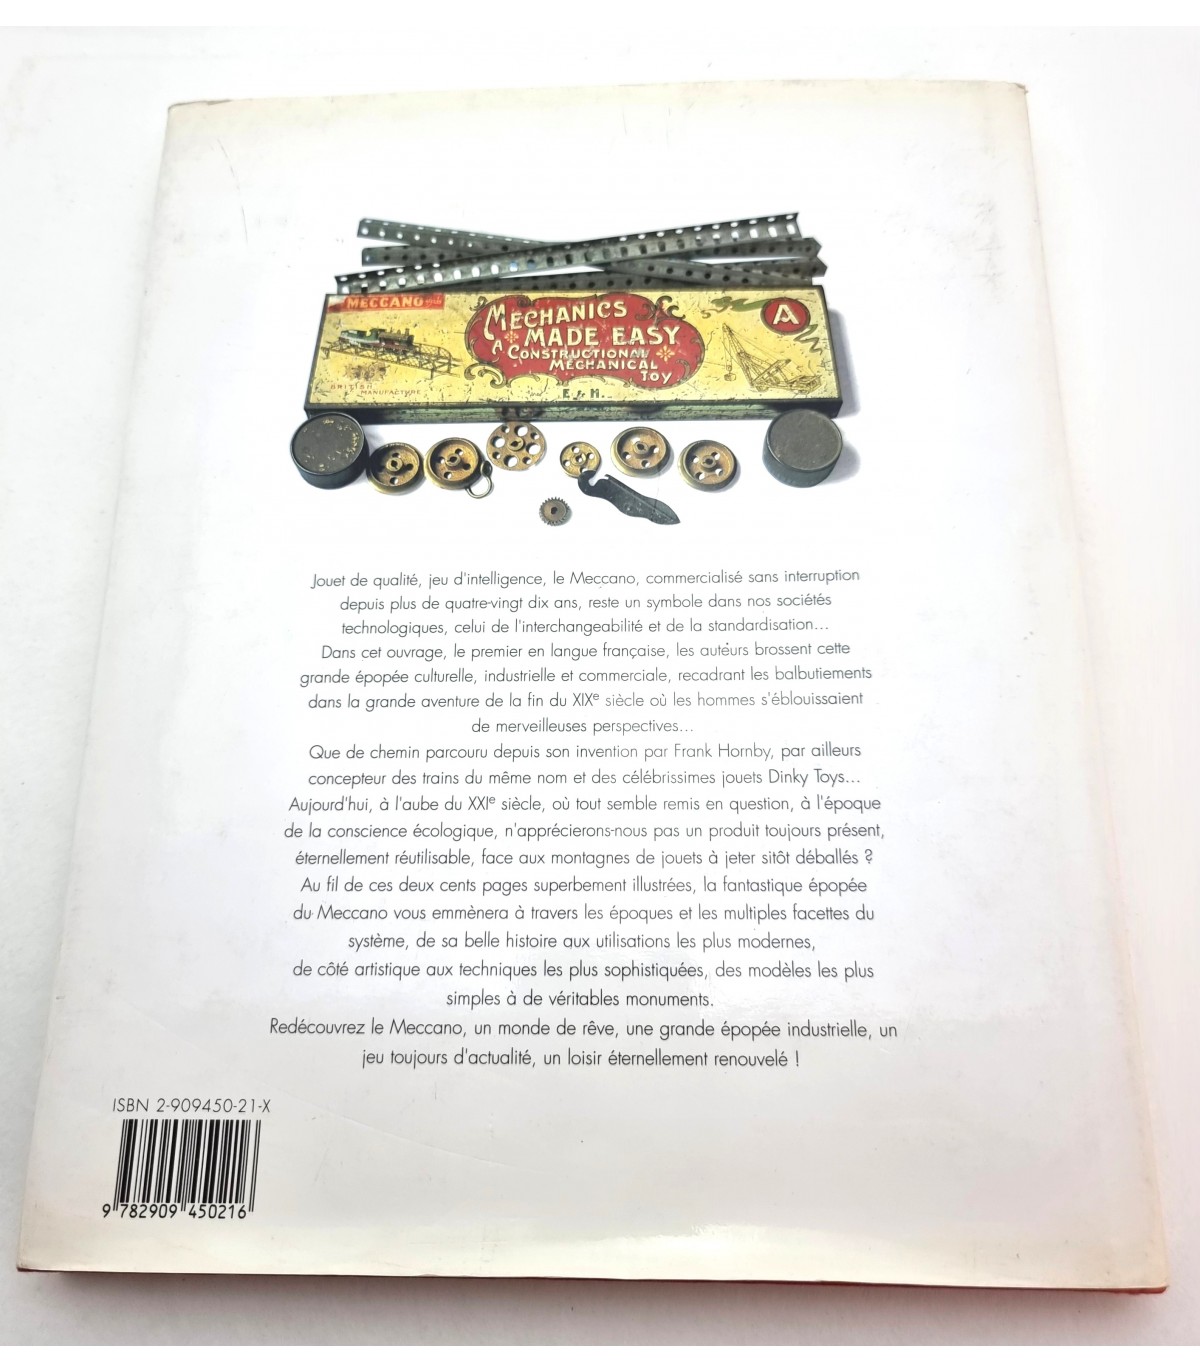 MECCANO
MECHANICS
MADE EASY
A CONSTRUCTIONAL
MECHANICAL
TOY
A
BRITISH
MANUFACTURE
Jouet de qualité, jeu d'intelligence, le Meccano, commercialisé sans interruption
depuis plus de quatre-vingt dix ans, reste un symbole dans nos sociétés
technologiques, celui de l'interchangeabilité et de la standardisation...
Dans cet ouvrage, le premier en langue française, les auteurs brossent cette
grande épopée culturelle, industrielle et commerciale, recadrant les balbutiements
dans la grande aventure de la fin du XIXe siècle où les hommes s'éblouissaient
de merveilleuses perspectives...
Que de chemin parcouru depuis son invention par Frank Hornby, par ailleurs
concepteur des trains du même nom et des célébrissimes jouets Dinky Toys...
Aujourd'hui, à l'aube du XXIe siècle, où tout semble remis en question, à l'époque
de la conscience écologique, n'apprécierons-nous pas un produit toujours présent,
éternellement réutilisable, face aux montagnes de jouets à jeter sitôt déballés ?
Au fil de ces deux cents pages superbement illustrées, la fantastique épopée
du Meccano vous emmènera à travers les époques et les multiples facettes du
système, de sa belle histoire aux utilisations les plus modernes,
de côté artistique aux techniques les plus sophistiquées, des modèles les plus
simples à de véritables monuments.
Redécouvrez le Meccano, un monde de rêve, une grande épopée industrielle, un
jeu toujours d'actualité, un loisir éternellement renouvelé !
ISBN 2-909450-21-X
9 782909 450216